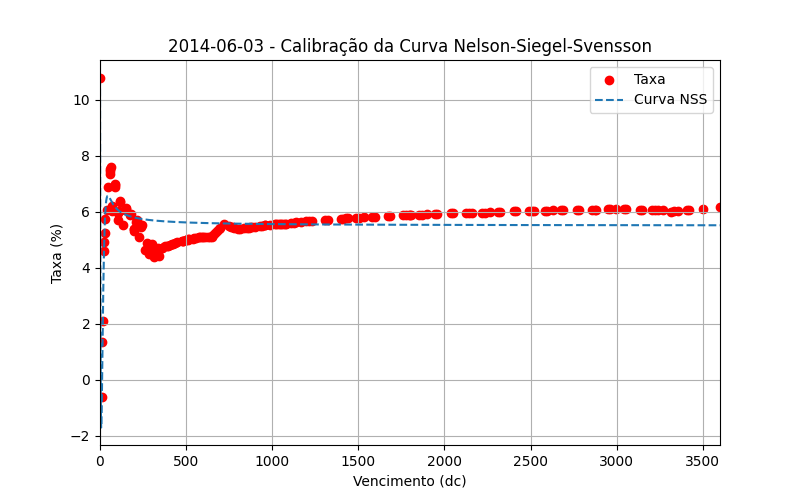 2014-06-03 - Calibração da Curva Nelson-Siegel-Svensson
Taxa
Curva NSS
Taxa (%)
10
8
6
4
2
0
−2
0 500 1000 1500 2000 2500 3000 3500
Vencimento (dc)